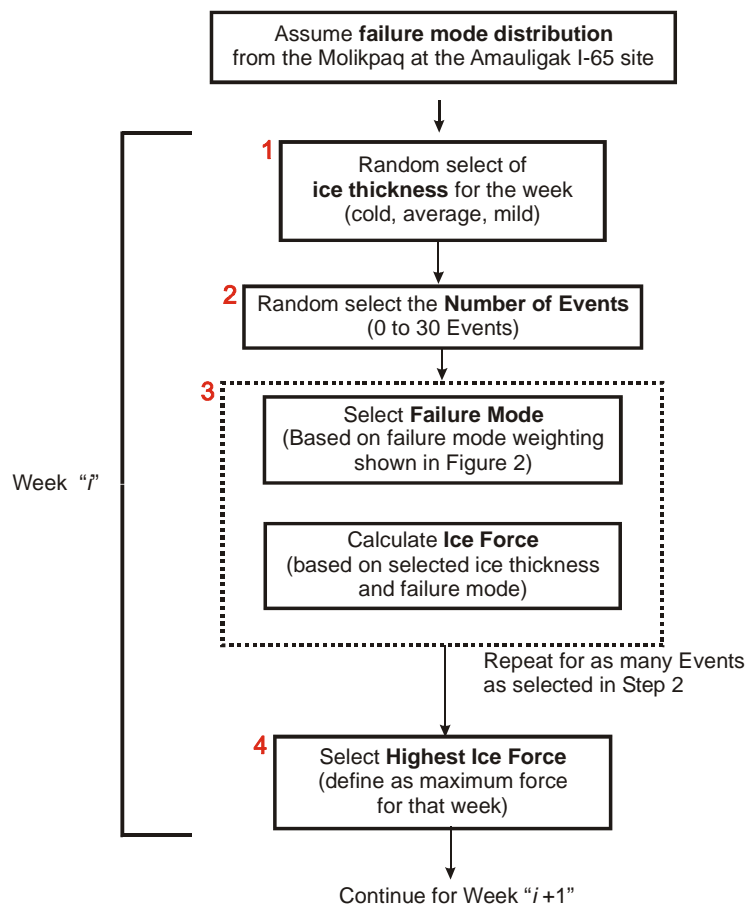 Assume failure mode distribution
from the Molikpaq at the Amauligak I-65 site
1
Random select of
ice thickness for the week
(cold, average, mild)
2
Random select the Number of Events
(0 to 30 Events)
3
Select Failure Mode
(Based on failure mode weighting
shown in Figure 2)
Week “i”
Calculate Ice Force
(based on selected ice thickness
and failure mode)
Repeat for as many Events
as selected in Step 2
4
Select Highest Ice Force
(define as maximum force
for that week)
Continue for Week “i +1”